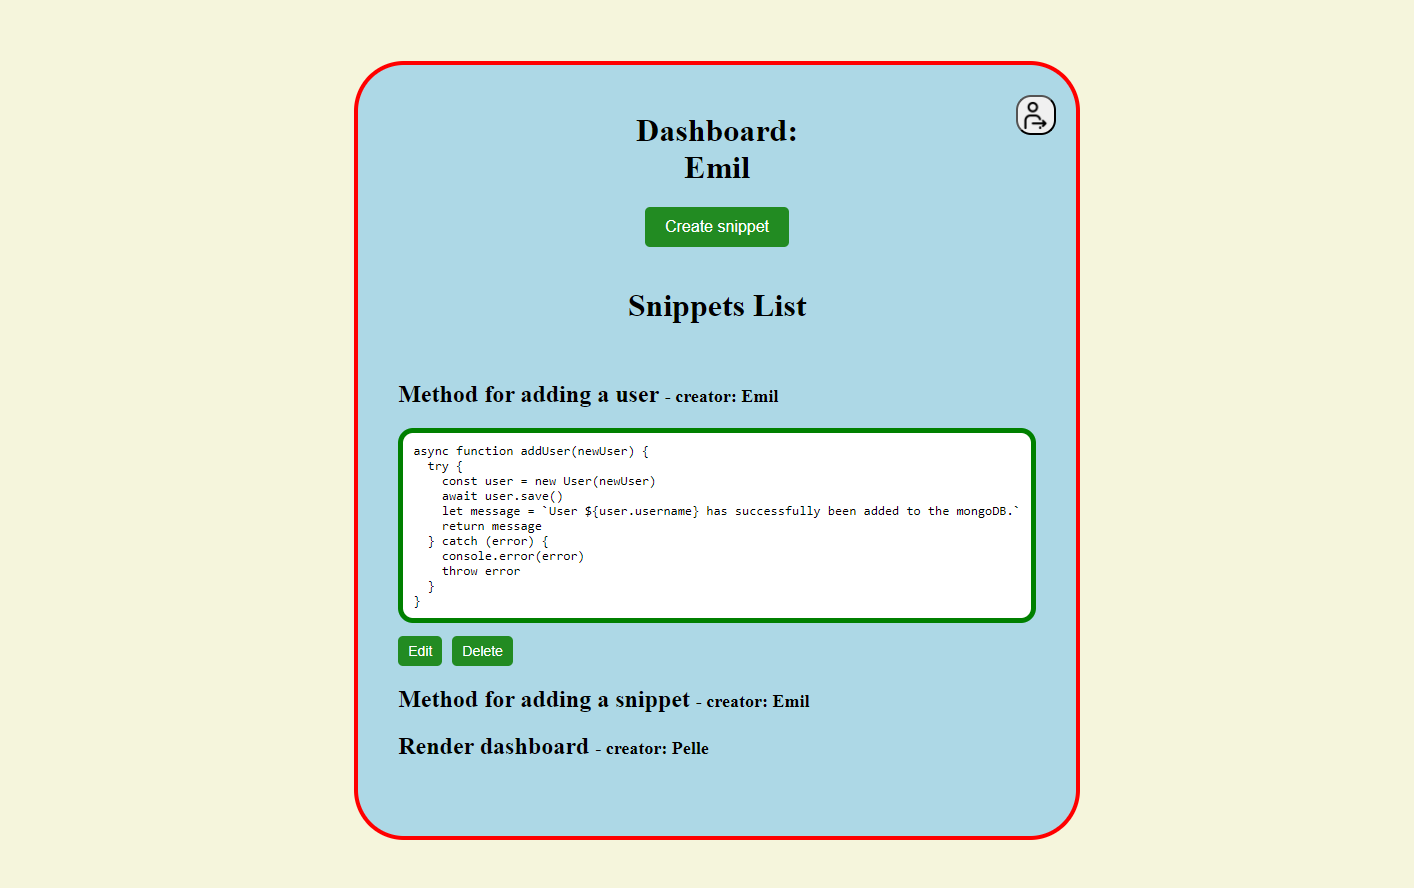 Dashboard:
Emil
Create snippet
Snippets List
Method for adding a user - creator: Emil
async function addUser(newUser) {
  try {
    const user = new User(newUser)
    await user.save()
    let message = `User ${user.username} has successfully been added to the mongoDB.`
    return message
  } catch (error) {
    console.error(error)
    throw error
  }
}
Edit Delete
Method for adding a snippet - creator: Emil
Render dashboard - creator: Pelle